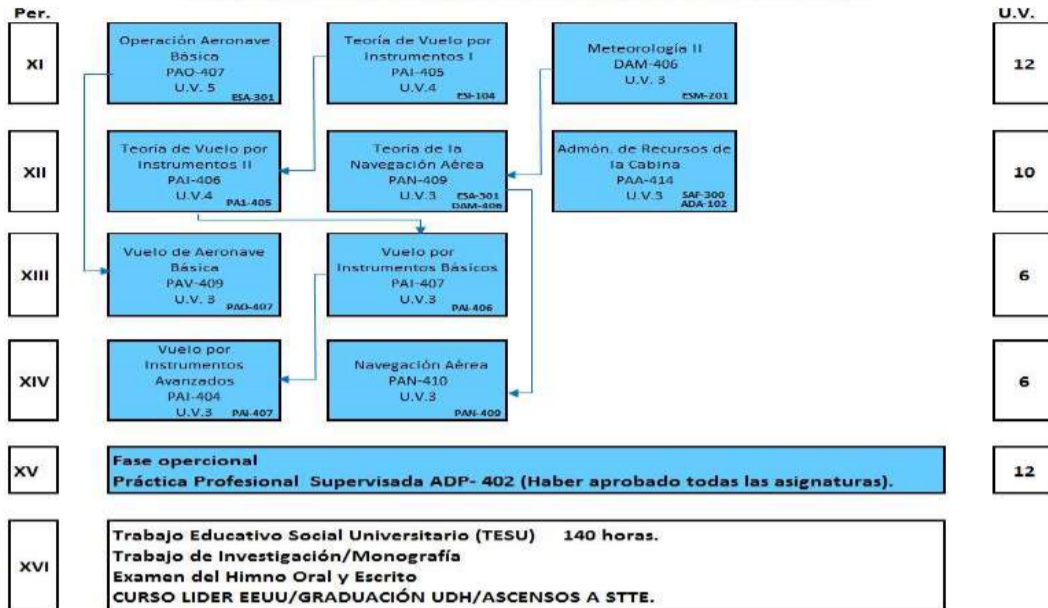 Per.
U.V.
XI
Operación Aeronave
Básica
PAO-407
U.V. 5
ESA-301
Teoría de Vuelo por
Instrumentos I
PAI-405
U.V.4
ESI-104
Meteorología II
DAM-406
U.V. 3
ESM-201
12
XII
Teoría de Vuelo por
Instrumentos II
PAI-406
U.V.4
PA1-405
Teoría de la
Navegación Aérea
PAN-409
U.V.3
ESA-301
DAM-406
Admón. de Recursos de
la Cabina
PAA-414
U.V.3
SAF-300
ADA-102
10
XIII
Vuelo de Aeronave
Básica
PAV-409
U.V. 3
PAO-407
Vuelo por
Instrumentos Básicos
PAI-407
U.V.3
PAI-406
6
XIV
Vuelo por
Instrumentos
Avanzados
PAI-404
U.V.3
PAI-407
Navegación Aérea
PAN-410
U.V.3
PAN-409
6
XV
Fase opercional
Práctica Profesional Supervisada ADP- 402 (Haber aprobado todas las asignaturas).
12
XVI
Trabajo Educativo Social Universitario (TESU) 140 horas.
Trabajo de Investigación/Monografía
Examen del Himno Oral y Escrito
CURSO LIDER EEUU/GRADUACIÓN UDH/ASCENSOS A STTE.